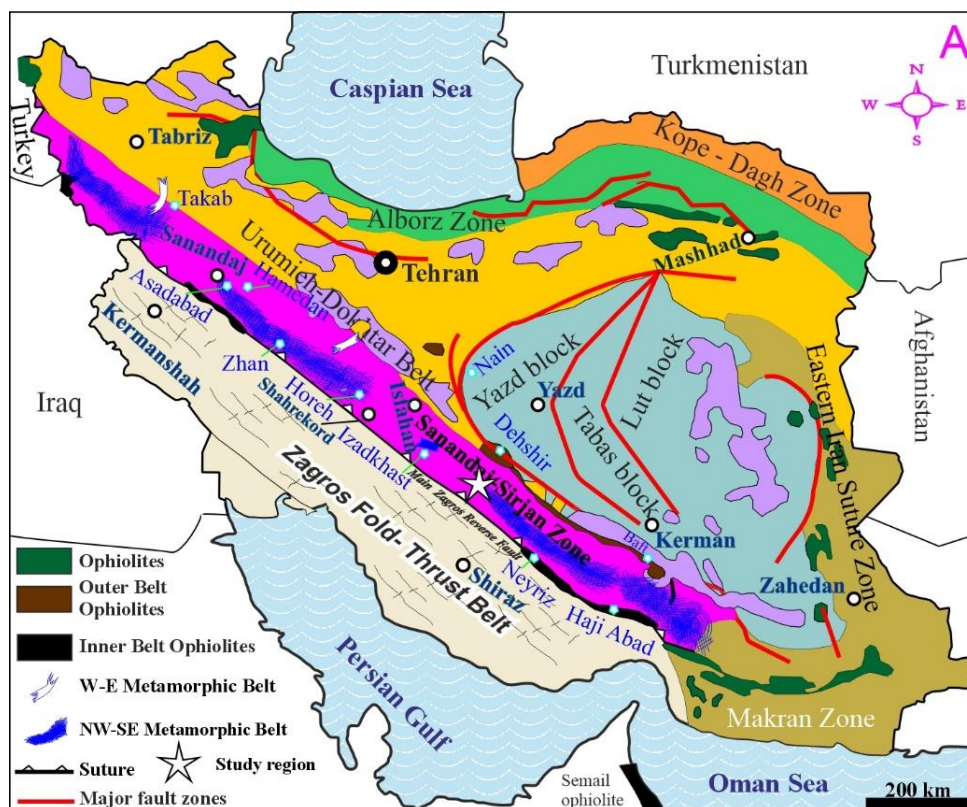 A
Turkmenistan
Caspian Sea
N
W
E
S
Turkey
Tabriz
Kope - Dagh Zone
Takab
Alborz Zone
Mashhad
Sanandaj
Tehran
Urumieh-Dokhtar Belt
Hamedan
Asadabad
Kermanshah
Afghanistan
Nain
Yazd block
Lut block
Eastern Iran Suture Zone
Zhan
Iraq
Shahrekord
Horeh
Isfahan
Yazd
Izadkhast
Dehshir
Tabas block
Sanandaj-Sirjan Zone
Main Zagros Reverse Fault
Zagros Fold- Thrust Belt
Kerman
Baft
Shiraz
Neyriz
Zahedan
Haji Abad
Persian Gulf
Makran Zone
Semail
ophiolite
Oman Sea
200 km
Ophiolites
Outer Belt
Ophiolites
Inner Belt Ophiolites
W-E Metamorphic Belt
NW-SE Metamorphic Belt
Suture
Study region
Major fault zones